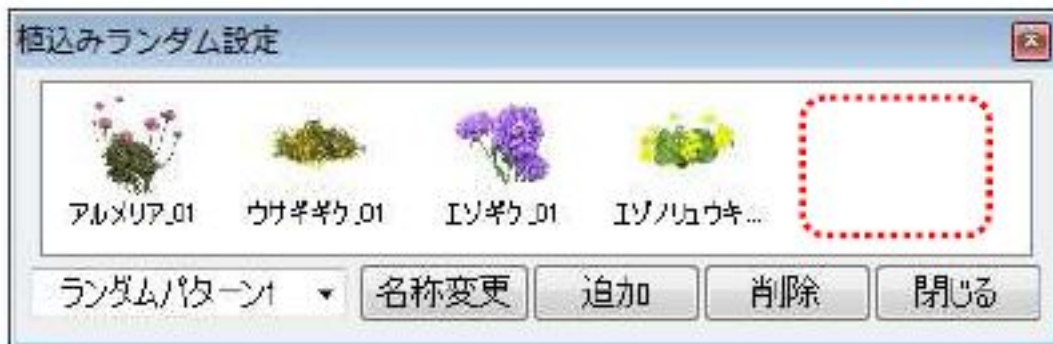 植込みランダム設定
アルメリア_01 ウサギギク_01 エゾギク_01 エゾノリュウキ...
ランダムパターン1 名称変更 追加 削除 閉じる